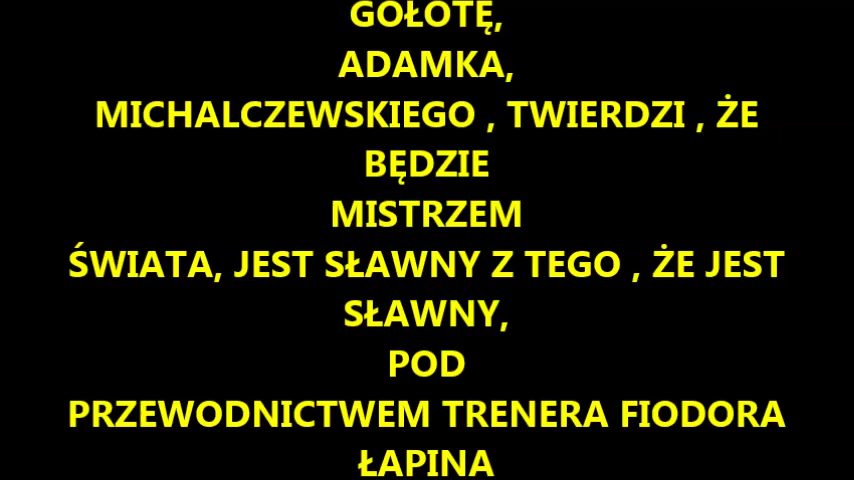 GOŁOTĘ,
ADAMKA,
MICHALCZEWSKIEGO , TWIERDZI , ŻE
BĘDZIE
MISTRZEM
ŚWIATA, JEST SŁAWNY Z TEGO , ŻE JEST
SŁAWNY,
POD
PRZEWODNICTWEM TRENERA FIODORA
ŁAPINA